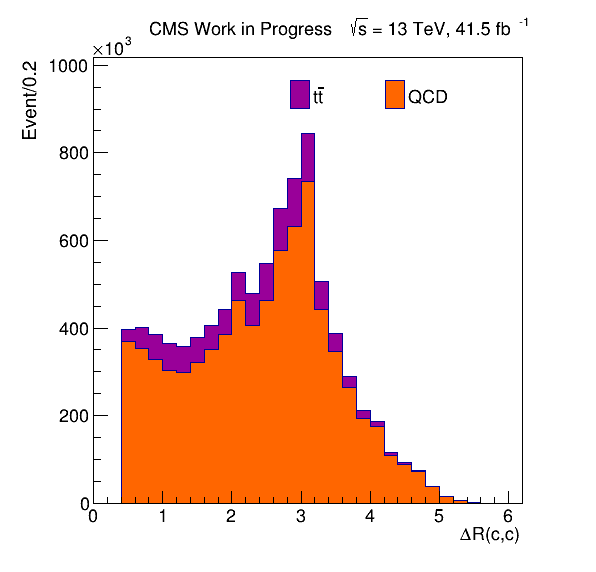 CMS Work in Progress √s = 13 TeV, 41.5 fb⁻¹
×10³
Event/0.2
1000
800
600
400
200
0
tt̄
QCD
0 1 2 3 4 5 6
ΔR(c,c)